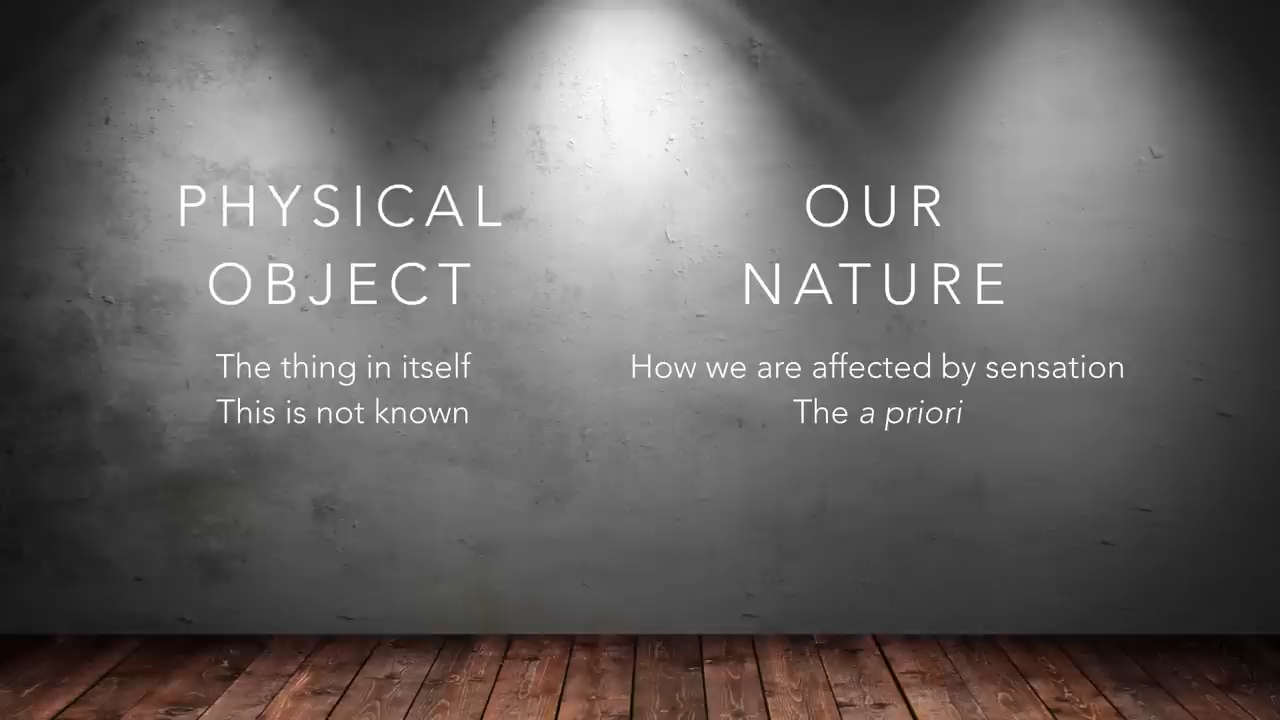 PHYSICAL
OBJECT
The thing in itself
This is not known
OUR
NATURE
How we are affected by sensation
The a priori